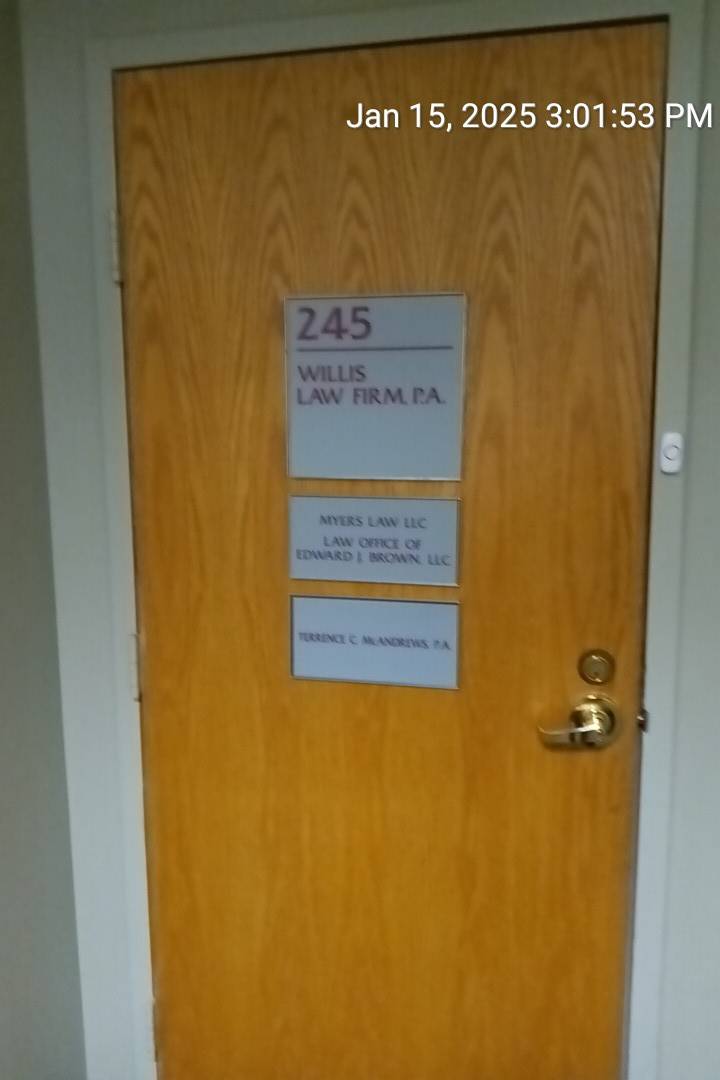 Jan 15, 2025 3:01:53 PM
245
WILLIS
LAW FIRM, P.A.
MYERS LAW LLC
LAW OFFICE OF
EDWARD J. BROWN, LLC
TERRENCE C. McANDREWS, P.A.